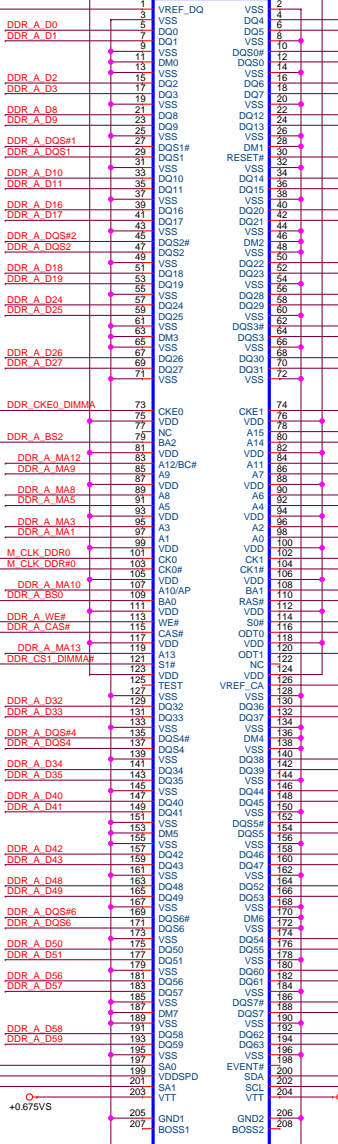 1 VREF_DQ VSS 2
3 VSS DQ4 4
DDR_A_D0 5 DQ0 DQ5 6
DDR_A_D1 7 DQ1 VSS 8
9 VSS DQS0# 10
11 DM0 DQS0 12
13 VSS VSS 14
DDR_A_D2 15 DQ2 DQ6 16
DDR_A_D3 17 DQ3 DQ7 18
19 VSS VSS 20
DDR_A_D8 21 DQ8 DQ12 22
DDR_A_D9 23 DQ9 DQ13 24
25 VSS VSS 26
DDR_A_DQS#1 27 DQS1# DM1 28
DDR_A_DQS1 29 DQS1 RESET# 30
31 VSS VSS 32
DDR_A_D10 33 DQ10 DQ14 34
DDR_A_D11 35 DQ11 DQ15 36
37 VSS VSS 38
DDR_A_D16 39 DQ16 DQ20 40
DDR_A_D17 41 DQ17 DQ21 42
43 VSS VSS 44
DDR_A_DQS#2 45 DQS2# DM2 46
DDR_A_DQS2 47 DQS2 VSS 48
49 VSS DQ22 50
DDR_A_D18 51 DQ18 DQ23 52
DDR_A_D19 53 DQ19 VSS 54
55 VSS DQ28 56
DDR_A_D24 57 DQ24 DQ29 58
DDR_A_D25 59 DQ25 VSS 60
61 VSS DQS3# 62
63 DM3 DQS3 64
65 VSS VSS 66
DDR_A_D26 67 DQ26 DQ30 68
DDR_A_D27 69 DQ27 DQ31 70
71 VSS VSS 72
DDR_CKE0_DIMMA 73 CKE0 CKE1 74
75 VDD VDD 76
77 NC A15 78
DDR_A_BS2 79 BA2 A14 80
81 VDD VDD 82
DDR_A_MA12 83 A12/BC# A11 84
DDR_A_MA9 85 A9 A7 86
87 VDD VDD 88
DDR_A_MA8 89 A8 A6 90
DDR_A_MA5 91 A5 A4 92
93 VDD VDD 94
DDR_A_MA3 95 A3 A2 96
DDR_A_MA1 97 A1 A0 98
99 VDD VDD 100
M_CLK_DDR0 101 CK0 CK1 102
M_CLK_DDR#0 103 CK0# CK1# 104
105 VDD VDD 106
DDR_A_MA10 107 A10/AP BA1 108
DDR_A_BS0 109 BA0 RAS# 110
111 VDD VDD 112
DDR_A_WE# 113 WE# S0# 114
DDR_A_CAS# 115 CAS# ODT0 116
117 VDD VDD 118
DDR_A_MA13 119 A13 ODT1 120
DDR_CS1_DIMMA# 121 S1# NC 122
123 VDD VDD 124
125 TEST VREF_CA 126
127 VSS VSS 128
DDR_A_D32 129 DQ32 DQ36 130
DDR_A_D33 131 DQ33 DQ37 132
133 VSS VSS 134
DDR_A_DQS#4 135 DQS4# DM4 136
DDR_A_DQS4 137 DQS4 VSS 138
139 VSS DQ38 140
DDR_A_D34 141 DQ34 DQ39 142
DDR_A_D35 143 DQ35 VSS 144
145 VSS DQ44 146
DDR_A_D40 147 DQ40 DQ45 148
DDR_A_D41 149 DQ41 VSS 150
151 VSS DQS5# 152
153 DM5 DQS5 154
155 VSS VSS 156
DDR_A_D42 157 DQ42 DQ46 158
DDR_A_D43 159 DQ43 DQ47 160
161 VSS VSS 162
DDR_A_D48 163 DQ48 DQ52 164
DDR_A_D49 165 DQ49 DQ53 166
167 VSS VSS 168
DDR_A_DQS#6 169 DQS6# DM6 170
DDR_A_DQS6 171 DQS6 VSS 172
173 VSS DQ54 174
DDR_A_D50 175 DQ50 DQ55 176
DDR_A_D51 177 DQ51 VSS 178
179 VSS DQ60 180
DDR_A_D56 181 DQ56 DQ61 182
DDR_A_D57 183 DQ57 VSS 184
185 VSS DQS7# 186
187 DM7 DQS7 188
189 VSS VSS 190
DDR_A_D58 191 DQ58 DQ62 192
DDR_A_D59 193 DQ59 DQ63 194
195 VSS VSS 196
197 SA0 EVENT# 198
199 VDDSPD SDA 200
201 SA1 SCL 202
203 VTT VTT 204
+0.675VS
205 GND1 GND2 206
207 BOSS1 BOSS2 208